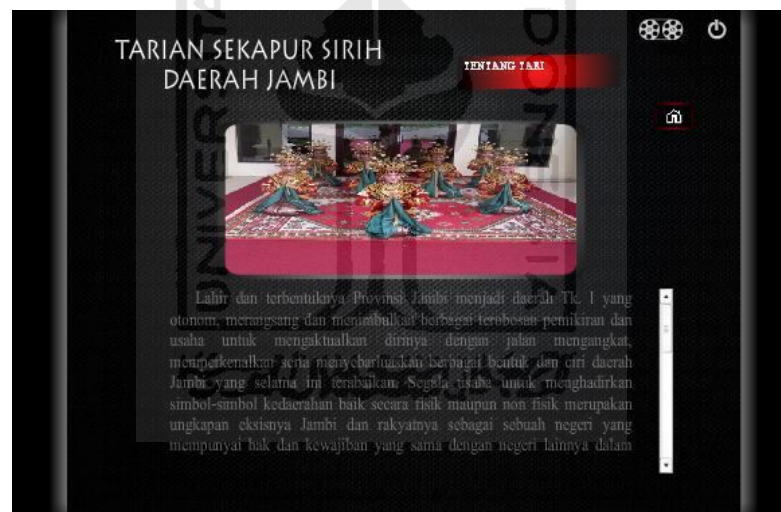 TARIAN SEKAPUR SIRIH
DAERAH JAMBI
TENTANG TARI
Lahir dan terbentuknya Provinsi Jambi menjadi daerah Tk. I yang
otonom, merangsang dan menimbulkan berbagai terobosan pemikiran dan
usaha untuk mengaktualkan dirinya dengan jalan mengangkat,
memperkenalkan serta menyebarluaskan berbagai bentuk dan ciri daerah
Jambi yang selama ini terabaikan. Segala usaha untuk menghadirkan
simbol-simbol kedaerahan baik secara fisik maupun non fisik merupakan
ungkapan eksisnya Jambi dan rakyatnya sebagai sebuah negeri yang
mempunyai hak dan kewajiban yang sama dengan negeri lainnya dalam